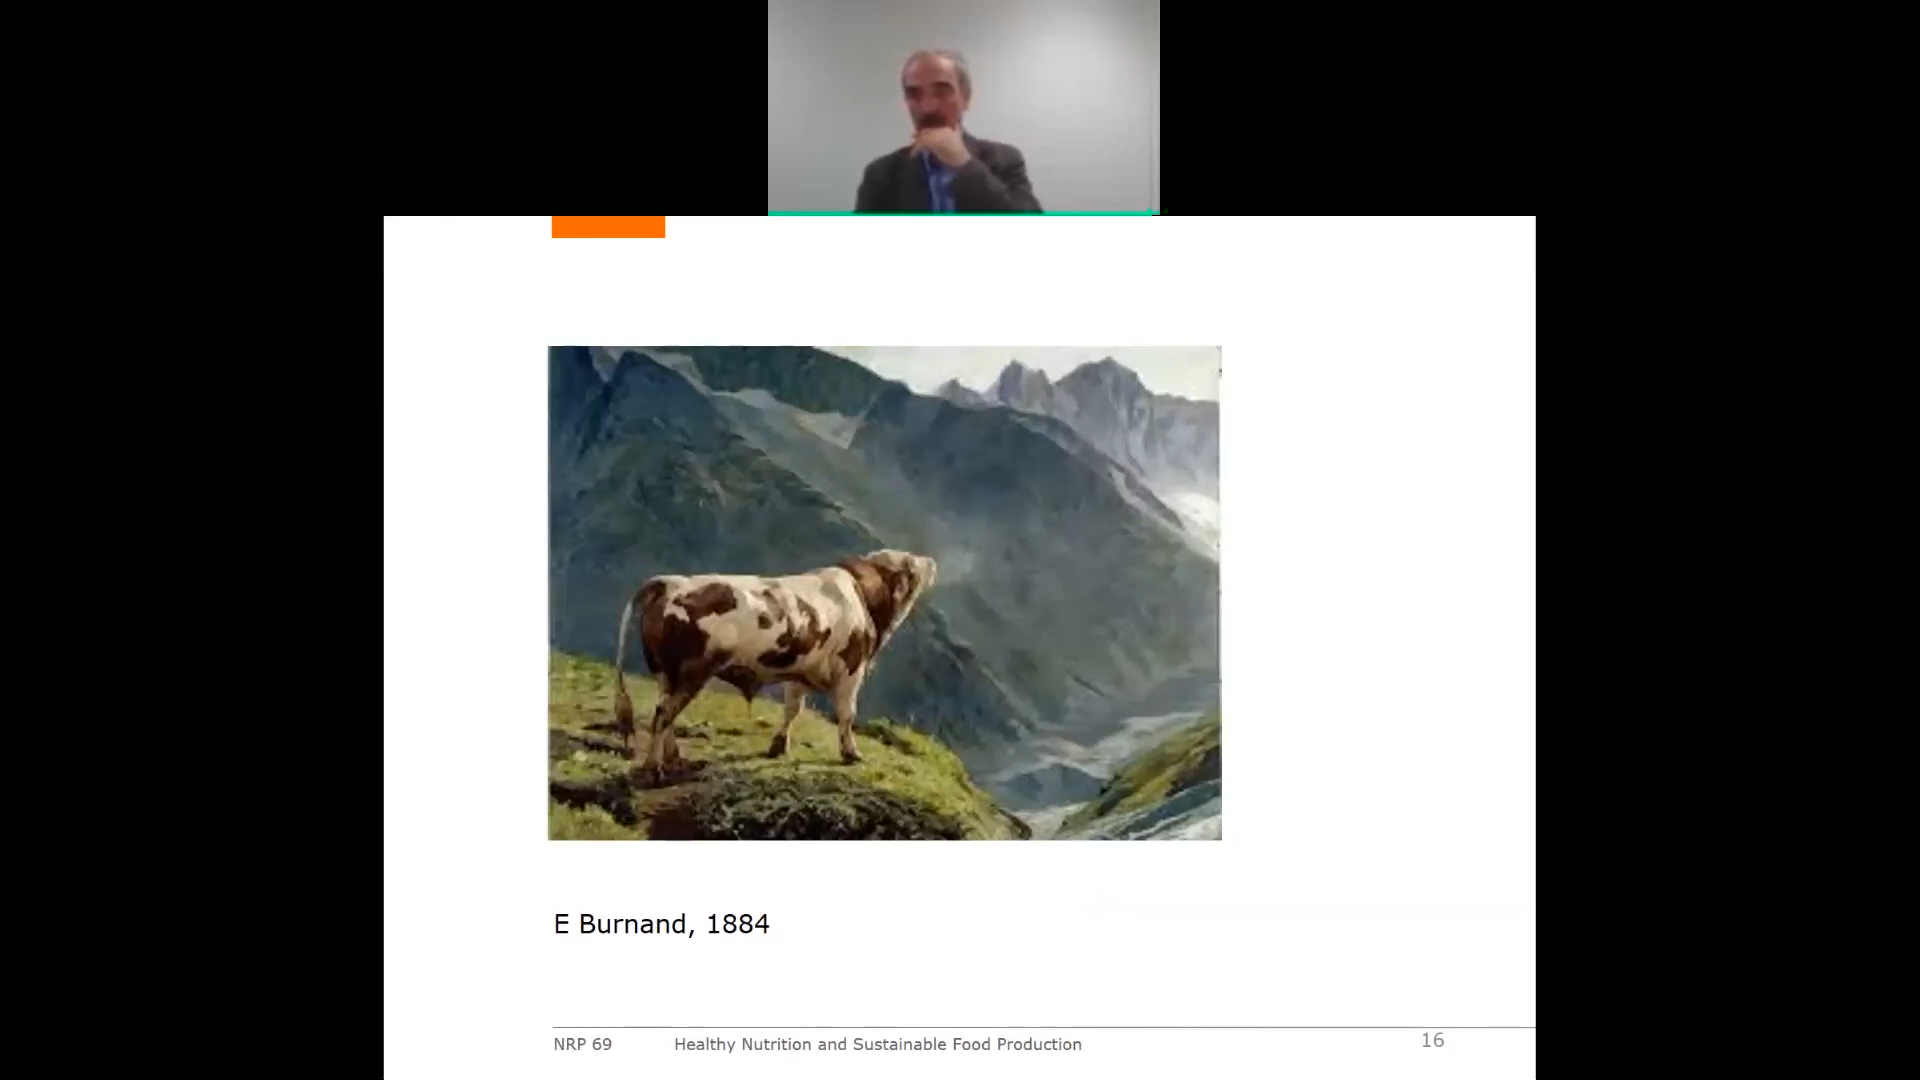 E Burnand, 1884
NRP 69 Healthy Nutrition and Sustainable Food Production 16